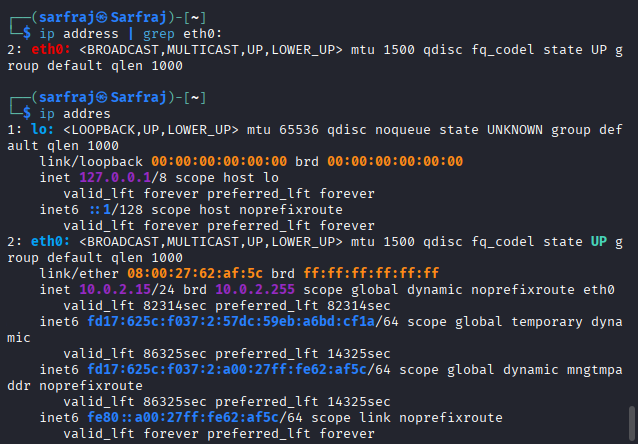 ┌──(sarfraj㉿Sarfraj)-[~]
└─$ ip address | grep eth0:
2: eth0: <BROADCAST,MULTICAST,UP,LOWER_UP> mtu 1500 qdisc fq_codel state UP g
roup default qlen 1000
┌──(sarfraj㉿Sarfraj)-[~]
└─$ ip addres
1: lo: <LOOPBACK,UP,LOWER_UP> mtu 65536 qdisc noqueue state UNKNOWN group def
ault qlen 1000
    link/loopback 00:00:00:00:00:00 brd 00:00:00:00:00:00
    inet 127.0.0.1/8 scope host lo
       valid_lft forever preferred_lft forever
    inet6 ::1/128 scope host noprefixroute
       valid_lft forever preferred_lft forever
2: eth0: <BROADCAST,MULTICAST,UP,LOWER_UP> mtu 1500 qdisc fq_codel state UP g
roup default qlen 1000
    link/ether 08:00:27:62:af:5c brd ff:ff:ff:ff:ff:ff
    inet 10.0.2.15/24 brd 10.0.2.255 scope global dynamic noprefixroute eth0
       valid_lft 82314sec preferred_lft 82314sec
    inet6 fd17:625c:f037:2:57dc:59eb:a6bd:cf1a/64 scope global temporary dyna
mic
       valid_lft 86325sec preferred_lft 14325sec
    inet6 fd17:625c:f037:2:a00:27ff:fe62:af5c/64 scope global dynamic mngtmpa
ddr noprefixroute
       valid_lft 86325sec preferred_lft 14325sec
    inet6 fe80::a00:27ff:fe62:af5c/64 scope link noprefixroute
       valid_lft forever preferred_lft forever